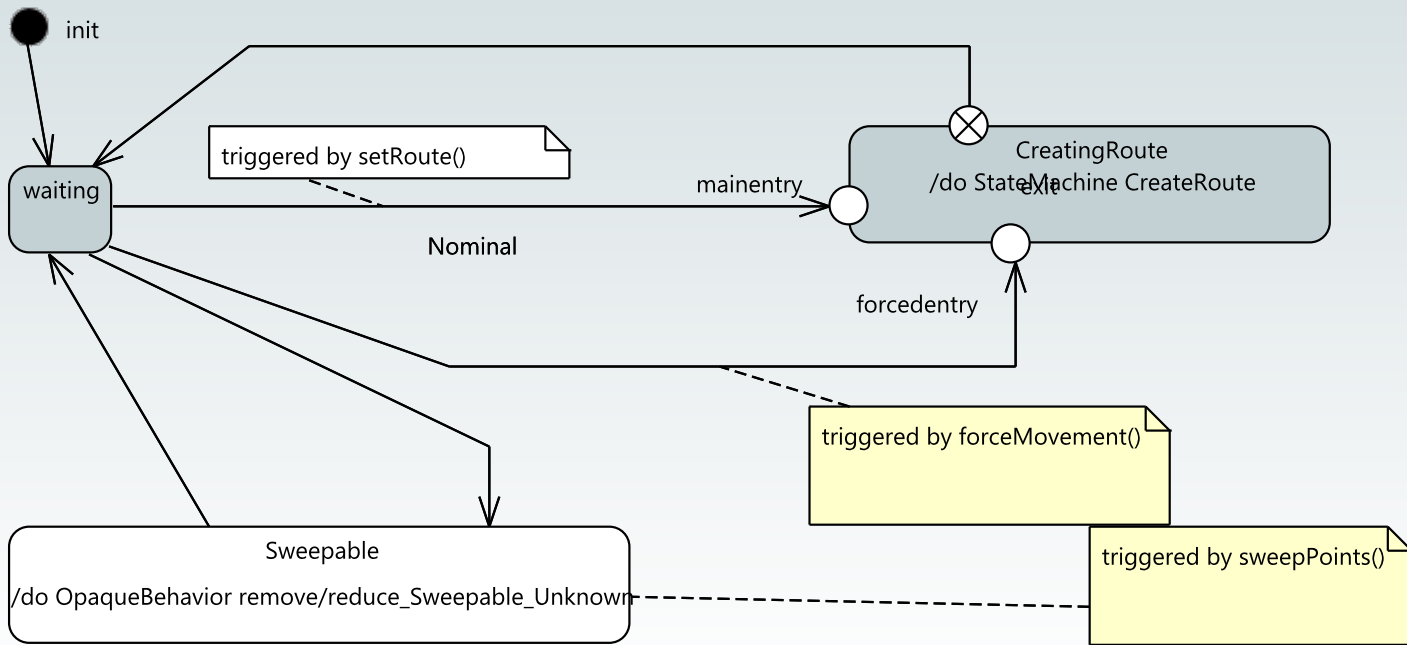 init
triggered by setRoute()
waiting
mainentry
CreatingRoute
/do StateMachine CreateRoute
exit
Nominal
forcedentry
triggered by forceMovement()
Sweepable
/do OpaqueBehavior remove/reduce_Sweepable_Unknown
triggered by sweepPoints()